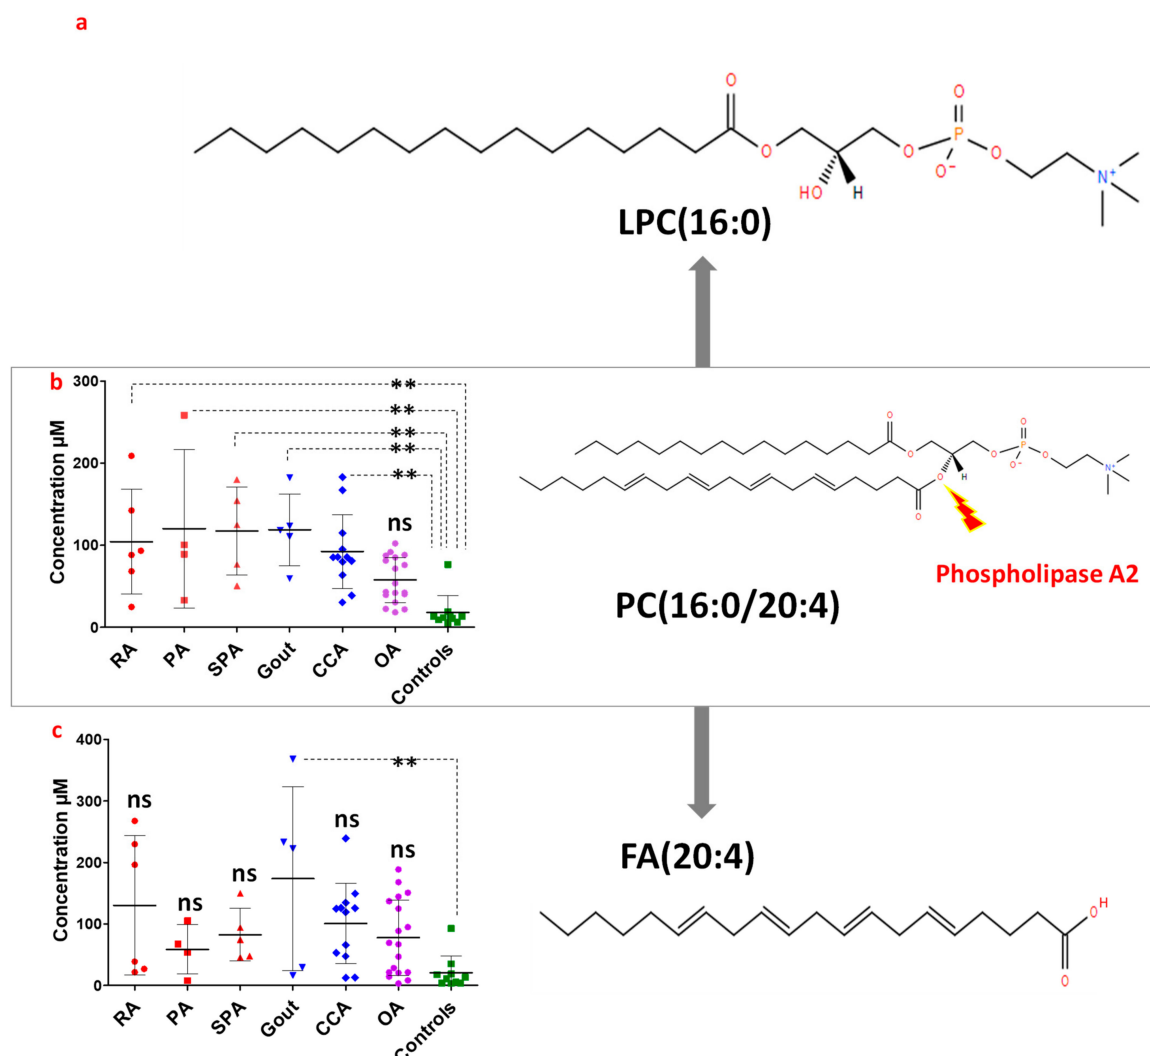 a
O
O
O
P
O
O
O⁻
HO
H
N⁺
LPC(16:0)
b
300
200
100
0
Concentration µM
**
**
**
**
**
ns
RA
PA
SPA
Gout
CCA
OA
Controls
O
O
O
P
O
O⁻
O
H
N⁺
O
Phospholipase A2
PC(16:0/20:4)
c
400
300
200
100
0
Concentration µM
ns
ns
ns
**
ns
ns
RA
PA
SPA
Gout
CCA
OA
Controls
FA(20:4)
O H
O